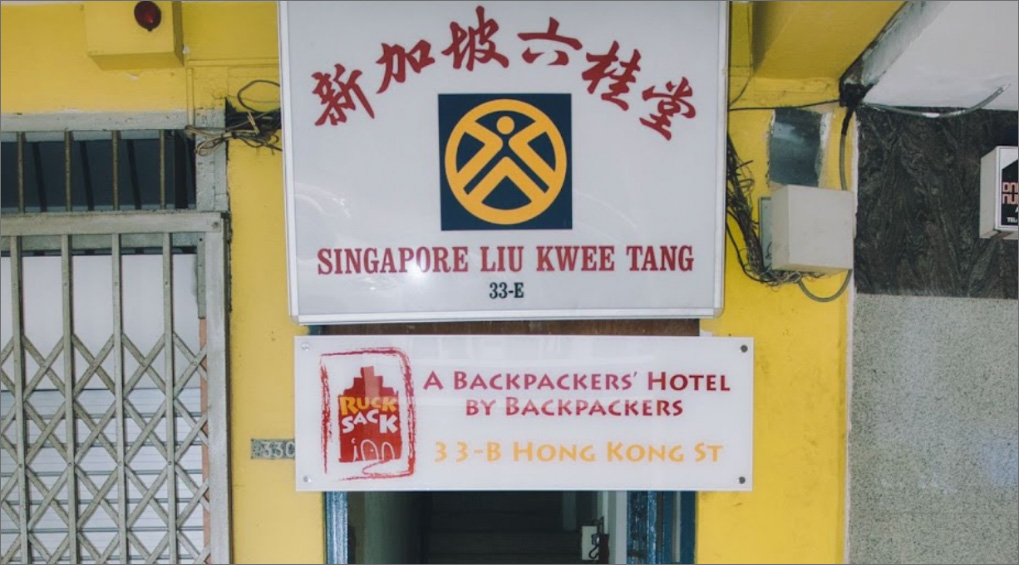 新加坡六桂堂
SINGAPORE LIU KWEE TANG
33-E
RUCK
SACK
inn
A BACKPACKERS' HOTEL
BY BACKPACKERS
33-B HONG KONG ST
33C